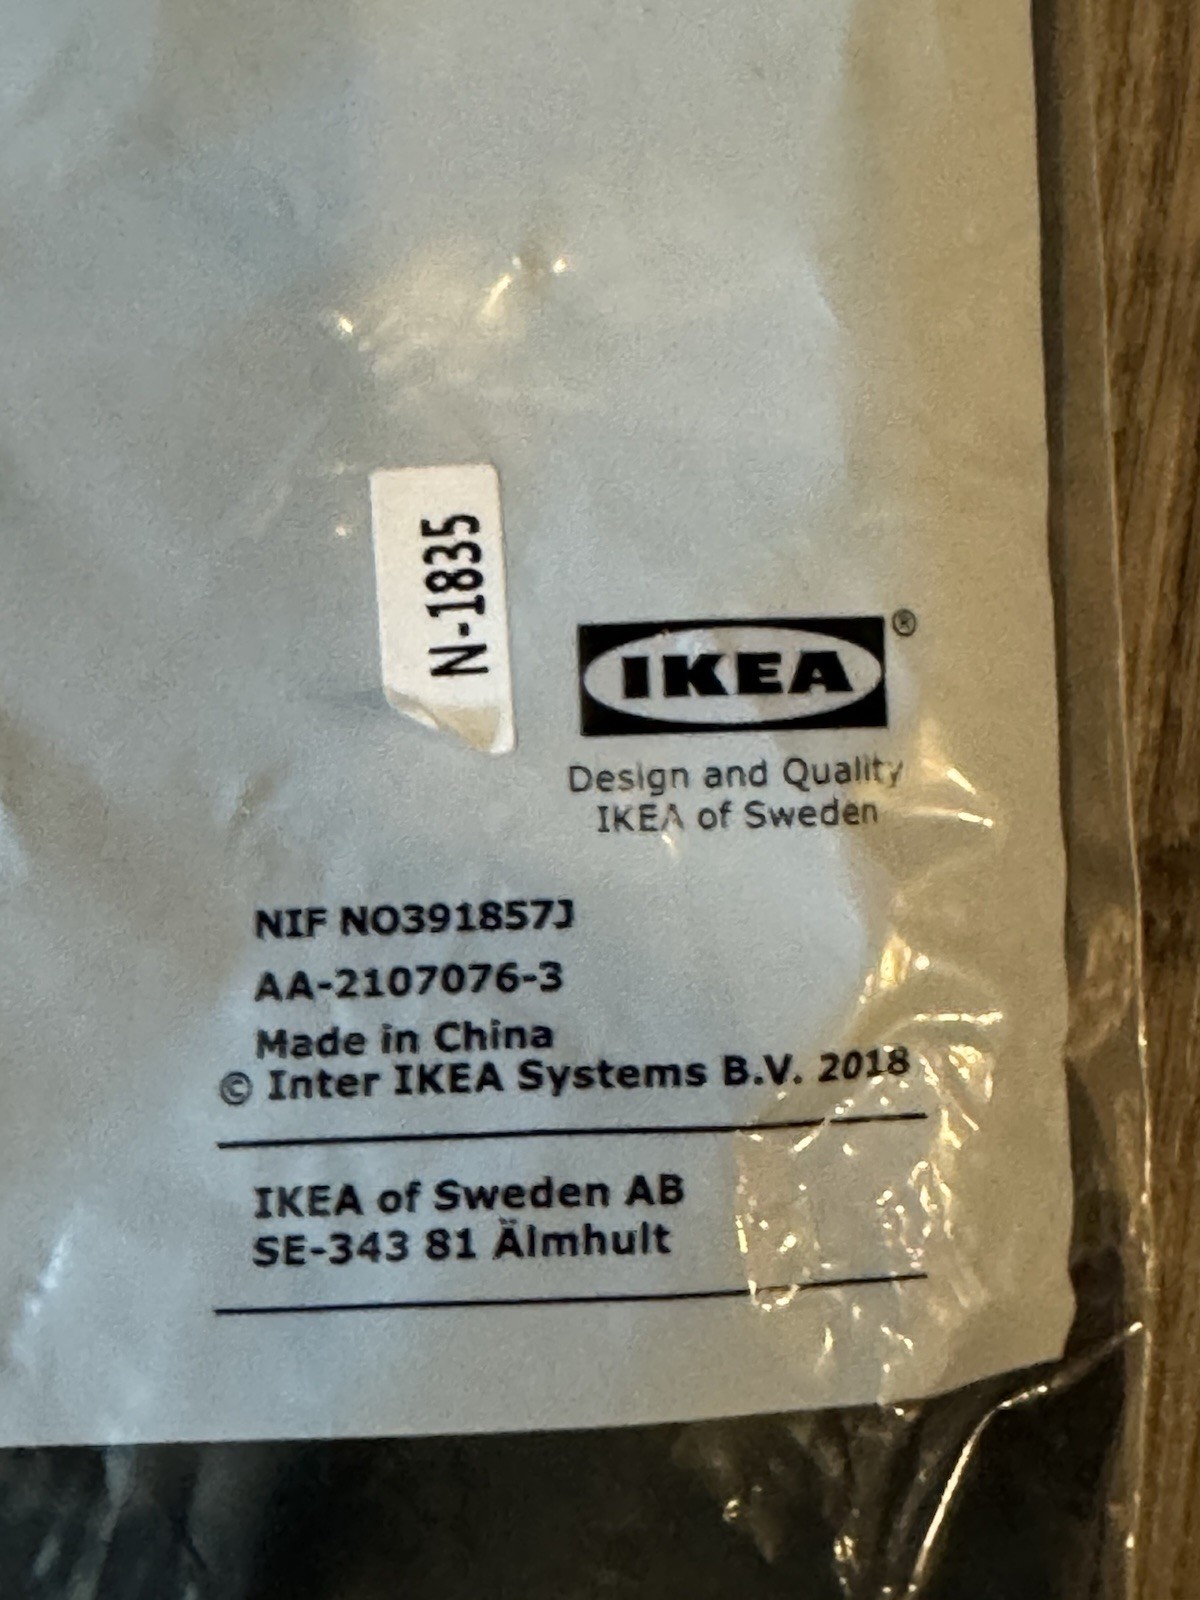 N-1835
IKEA®
Design and Quality
IKEA of Sweden
NIF NO391857J
AA-2107076-3
Made in China
© Inter IKEA Systems B.V. 2018
IKEA of Sweden AB
SE-343 81 Älmhult